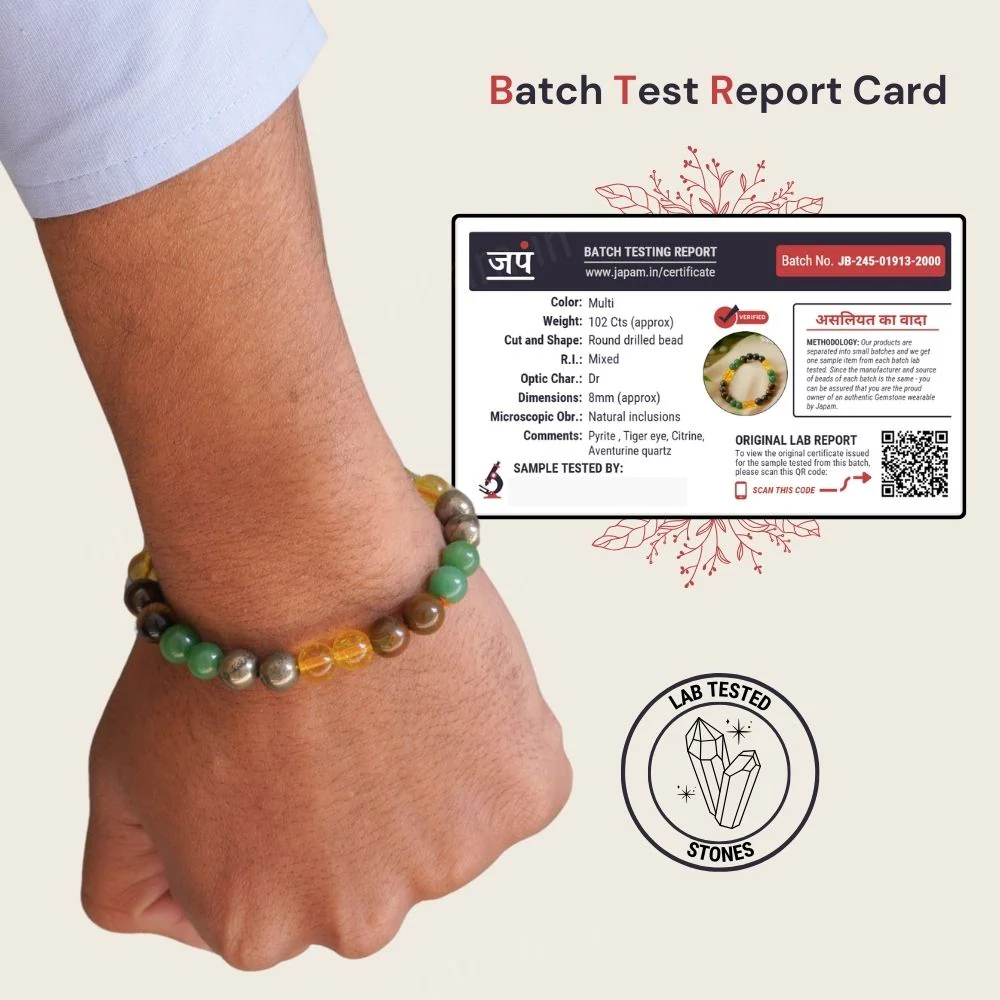 Batch Test Report Card
जपं
BATCH TESTING REPORT
www.japam.in/certificate
Batch No. JB-245-01913-2000
Color: Multi
Weight: 102 Cts (approx)
Cut and Shape: Round drilled bead
R.I.: Mixed
Optic Char.: Dr
Dimensions: 8mm (approx)
Microscopic Obr.: Natural inclusions
Comments: Pyrite , Tiger eye, Citrine,
Aventurine quartz
SAMPLE TESTED BY:
VERIFIED
असलियत का वादा
METHODOLOGY: Our products are
separated into small batches and we get
one sample item from each batch lab
tested. Since the manufacturer and source
of beads of each batch is the same - you
can be assured that you are the proud
owner of an authentic Gemstone wearable
by Japam.
ORIGINAL LAB REPORT
To view the original certificate issued
for the sample tested from this batch,
please scan this QR code:
SCAN THIS CODE
LAB TESTED
STONES